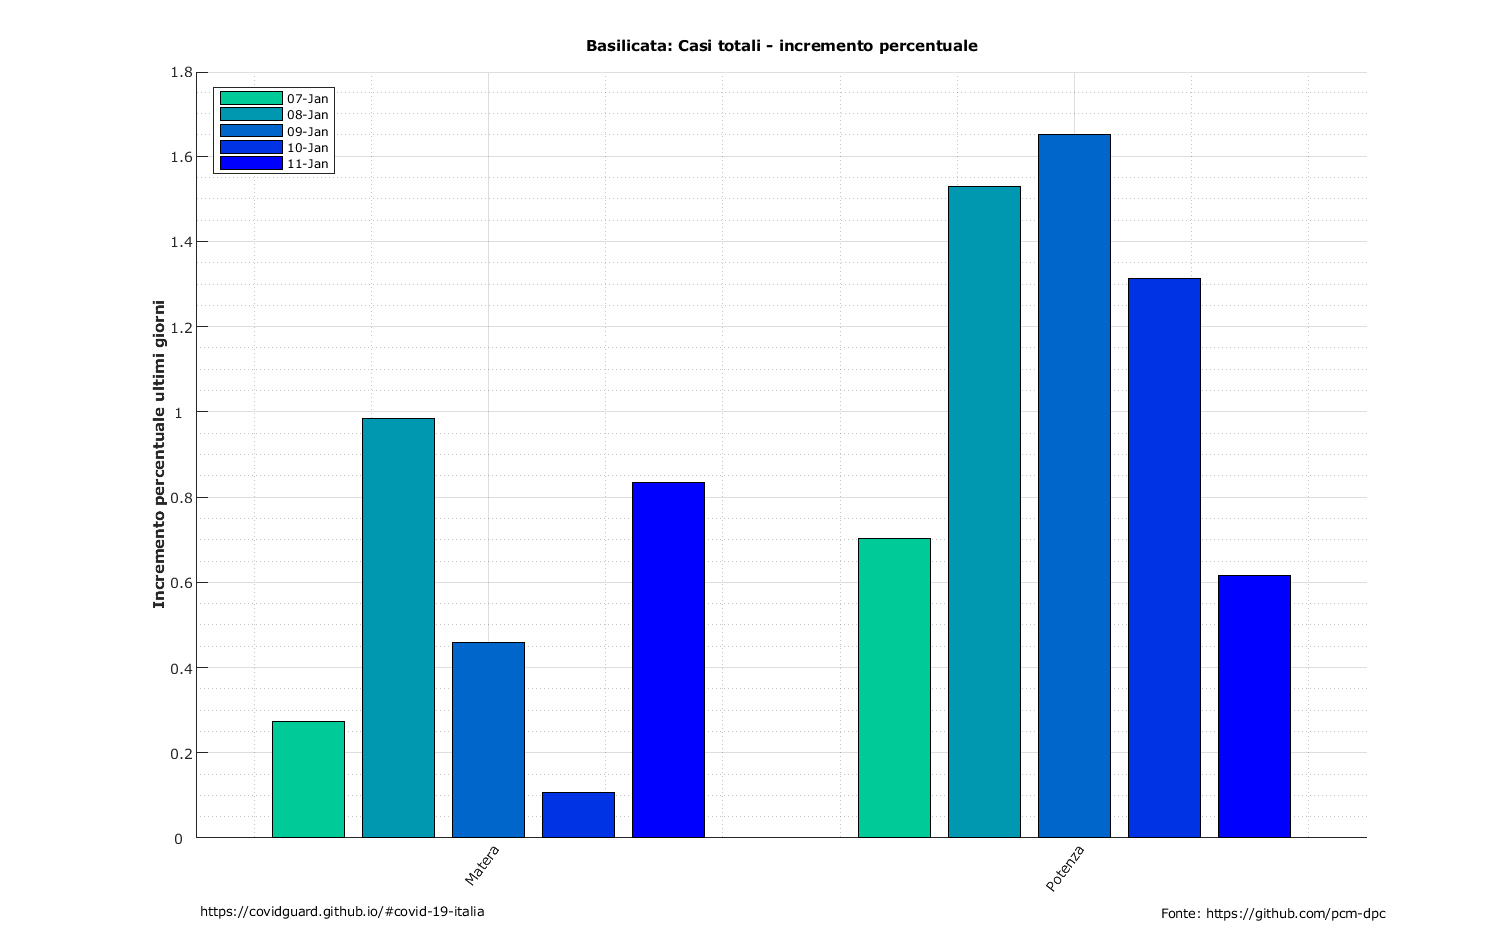 Basilicata: Casi totali - incremento percentuale
1.8
1.6
1.4
1.2
1
0.8
0.6
0.4
0.2
0
Incremento percentuale ultimi giorni
07-Jan
08-Jan
09-Jan
10-Jan
11-Jan
Matera
Potenza
https://covidguard.github.io/#covid-19-italia
Fonte: https://github.com/pcm-dpc